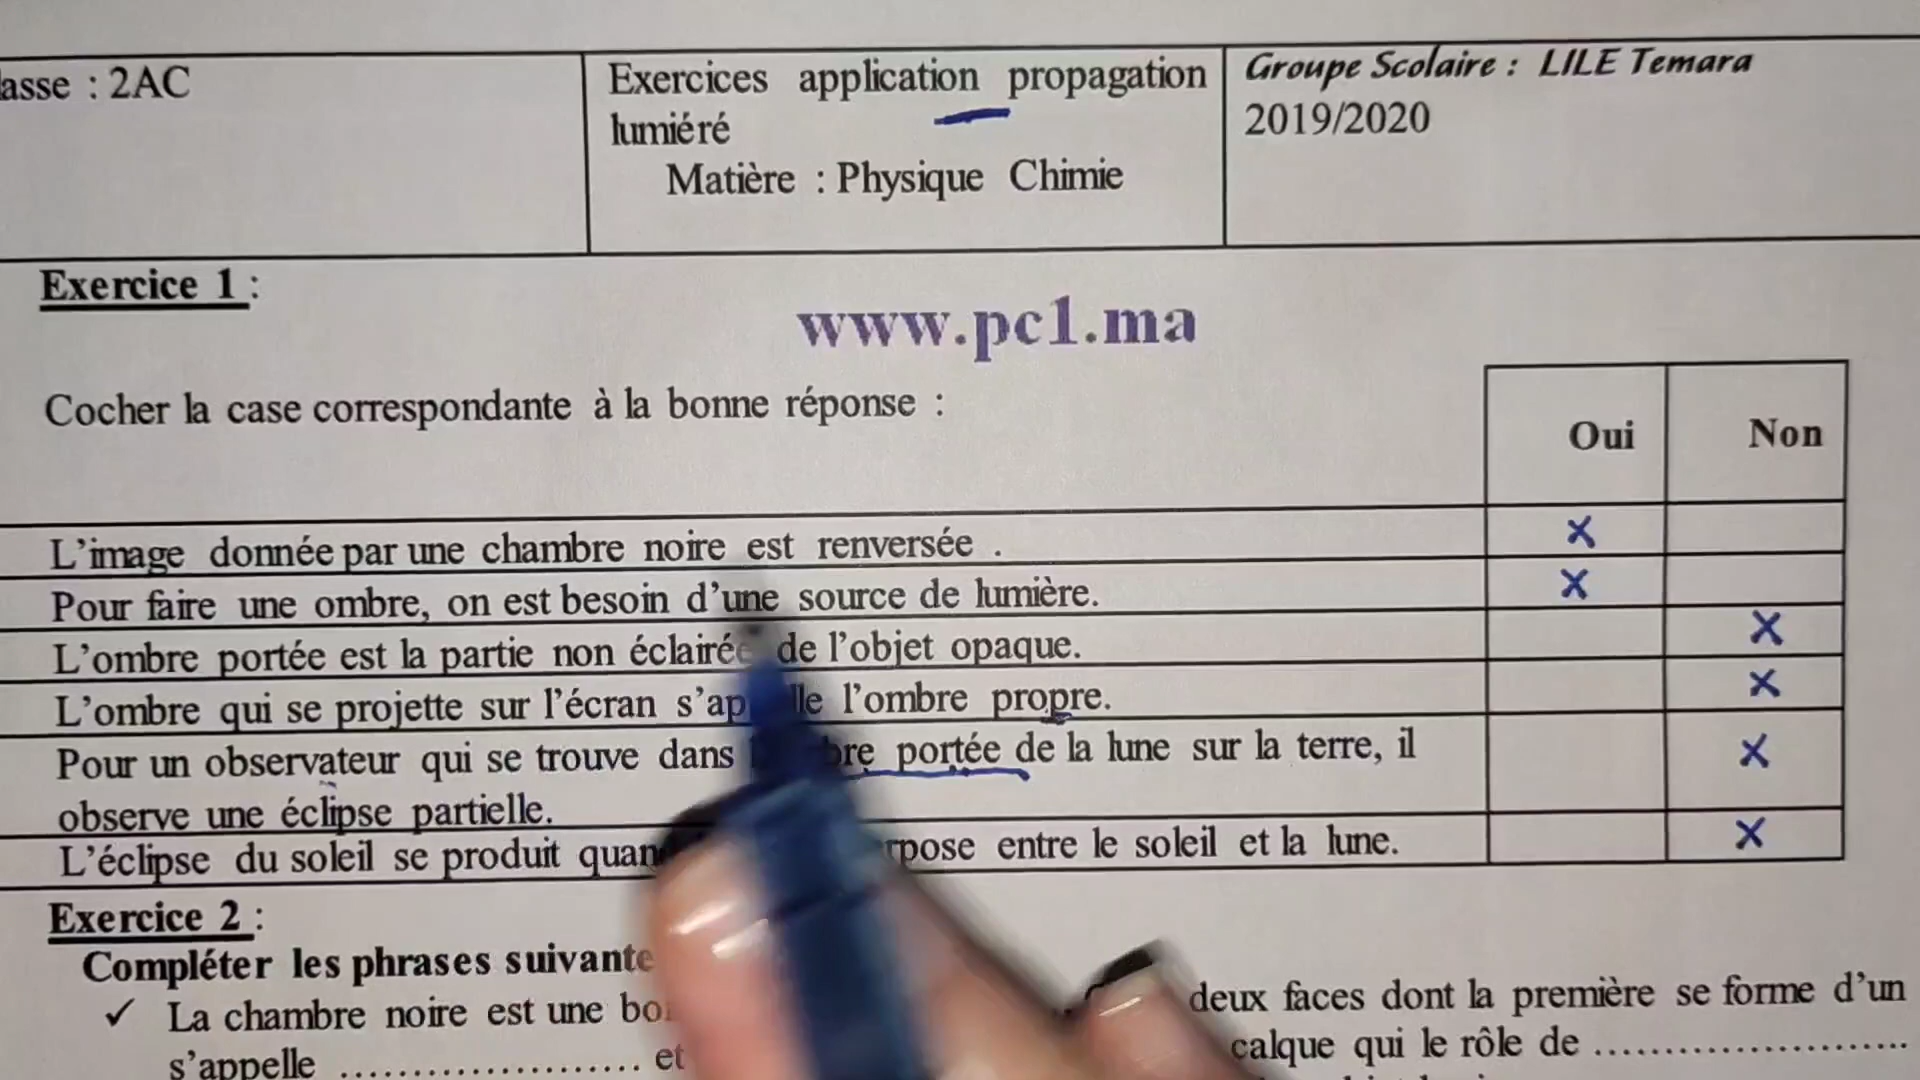 asse : 2AC
Exercices application propagation
lumiéré
Matière : Physique Chimie
Groupe Scolaire : LILE Temara
2019/2020
Exercice 1 :
www.pc1.ma
Cocher la case correspondante à la bonne réponse :
Oui
Non
L'image donnée par une chambre noire est renversée .
X
Pour faire une ombre, on est besoin d'une source de lumière.
X
L'ombre portée est la partie non éclairée de l'objet opaque.
X
L'ombre qui se projette sur l'écran s'ap le l'ombre propre.
X
Pour un observateur qui se trouve dans bre portée de la lune sur la terre, il
observe une éclipse partielle.
X
L'éclipse du soleil se produit quan rpose entre le soleil et la lune.
X
Exercice 2 :
Compléter les phrases suivante
✓ La chambre noire est une bo deux faces dont la première se forme d'un
s'appelle ..................... et calque qui le rôle de ......................